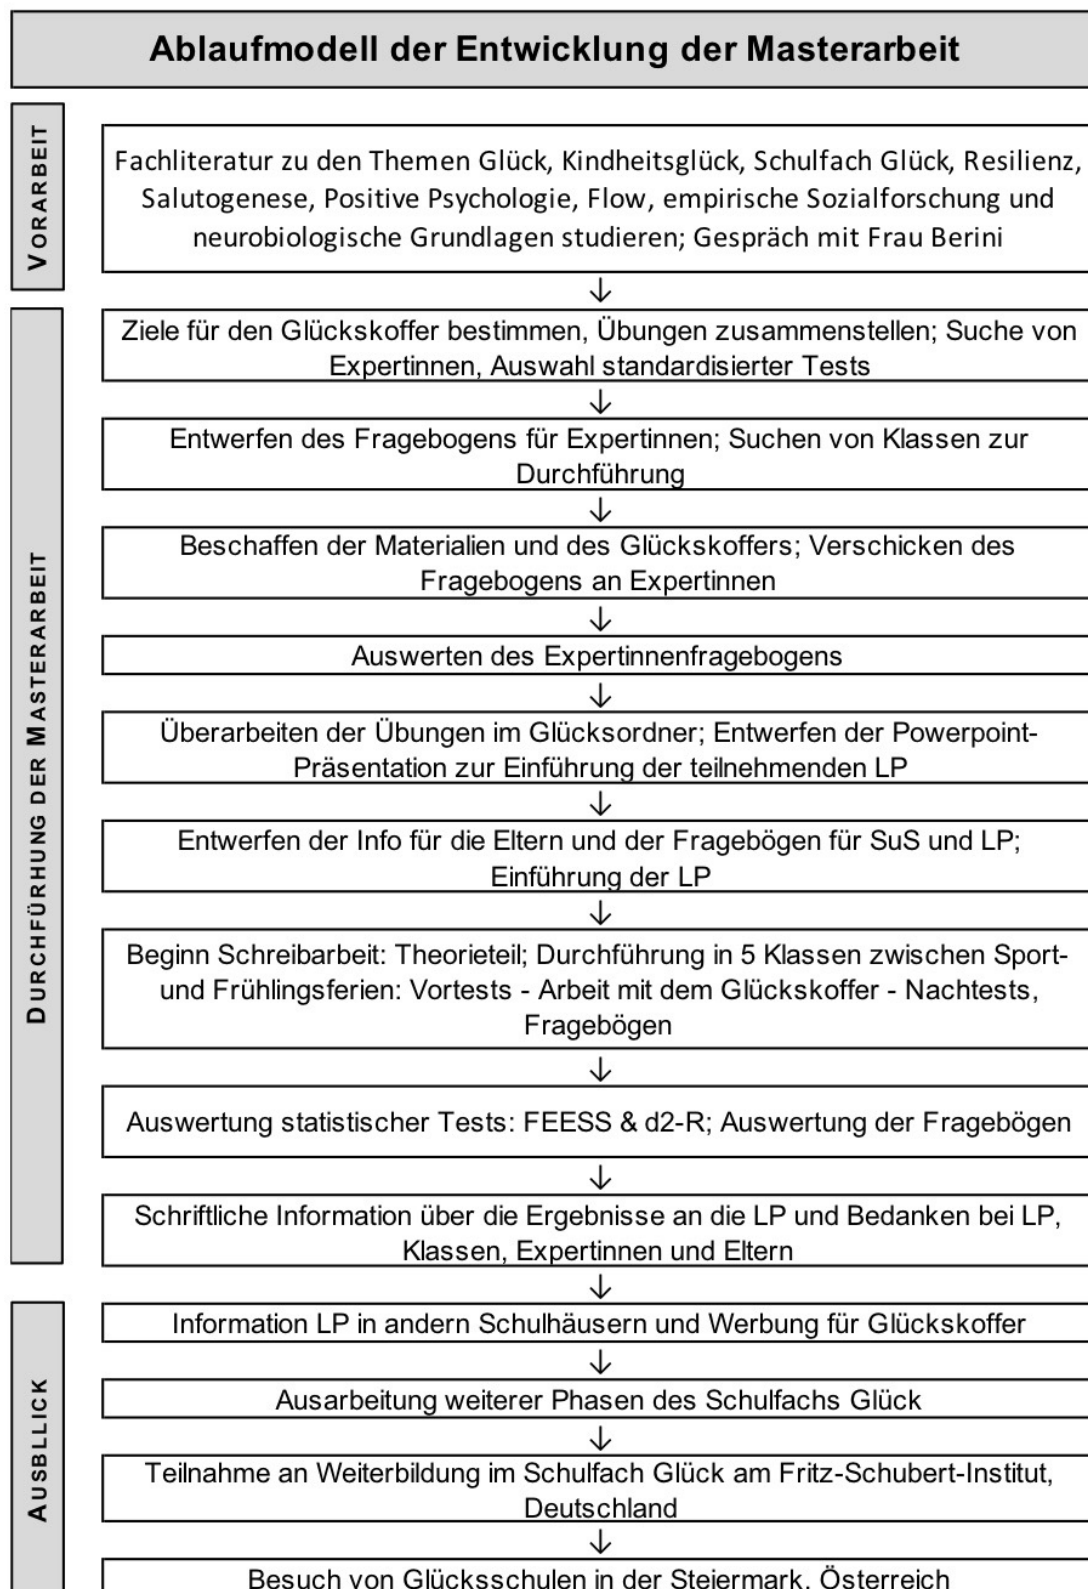 Ablaufmodell der Entwicklung der Masterarbeit
VORARBEIT
Fachliteratur zu den Themen Glück, Kindheitsglück, Schulfach Glück, Resilienz,
Salutogenese, Positive Psychologie, Flow, empirische Sozialforschung und
neurobiologische Grundlagen studieren; Gespräch mit Frau Berini
↓
DURCHFÜRHUNG DER MASTERARBEIT
Ziele für den Glückskoffer bestimmen, Übungen zusammenstellen; Suche von
Expertinnen, Auswahl standardisierter Tests
↓
Entwerfen des Fragebogens für Expertinnen; Suchen von Klassen zur
Durchführung
↓
Beschaffen der Materialien und des Glückskoffers; Verschicken des
Fragebogens an Expertinnen
↓
Auswerten des Expertinnenfragebogens
↓
Überarbeiten der Übungen im Glücksordner; Entwerfen der Powerpoint-
Präsentation zur Einführung der teilnehmenden LP
↓
Entwerfen der Info für die Eltern und der Fragebögen für SuS und LP;
Einführung der LP
↓
Beginn Schreibarbeit: Theorieteil; Durchführung in 5 Klassen zwischen Sport-
und Frühlingsferien: Vortests - Arbeit mit dem Glückskoffer - Nachtests,
Fragebögen
↓
Auswertung statistischer Tests: FEESS & d2-R; Auswertung der Fragebögen
↓
Schriftliche Information über die Ergebnisse an die LP und Bedanken bei LP,
Klassen, Expertinnen und Eltern
↓
AUSBLLICK
Information LP in andern Schulhäusern und Werbung für Glückskoffer
↓
Ausarbeitung weiterer Phasen des Schulfachs Glück
↓
Teilnahme an Weiterbildung im Schulfach Glück am Fritz-Schubert-Institut,
Deutschland
↓
Besuch von Glücksschulen in der Steiermark, Österreich